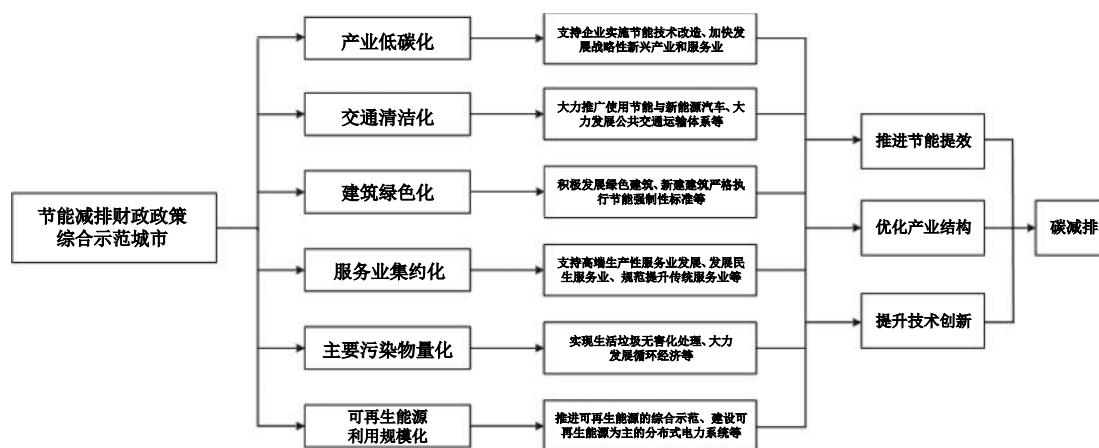 节能减排财政政策
综合示范城市
产业低碳化
支持企业实施节能技术改造、加快发
展战略性新兴产业和服务业
交通清洁化
大力推广使用节能与新能源汽车、大
力发展公共交通运输体系等
建筑绿色化
积极发展绿色建筑、新建建筑严格执
行节能强制性标准等
服务业集约化
支持高端生产性服务业发展、发展民
生服务业、规范提升传统服务业等
主要污染物量化
实现生活垃圾无害化处理、大力
发展循环经济等
可再生能源
利用规模化
推进可再生能源的综合示范、建设可
再生能源为主的分布式电力系统等
推进节能提效
优化产业结构
提升技术创新
碳减排